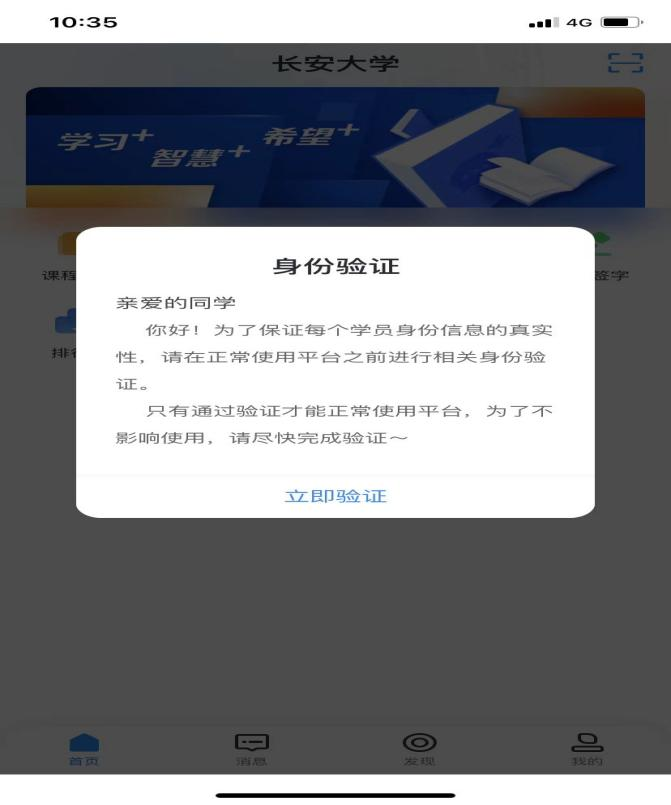 10:35
4G
长安大学
学习+
智慧+
希望+
课程
签字
排行
身份验证
亲爱的同学
你好！为了保证每个学员身份信息的真实
性，请在正常使用平台之前进行相关身份验
证。
只有通过验证才能正常使用平台，为了不
影响使用，请尽快完成验证～
立即验证
首页
消息
发现
我的